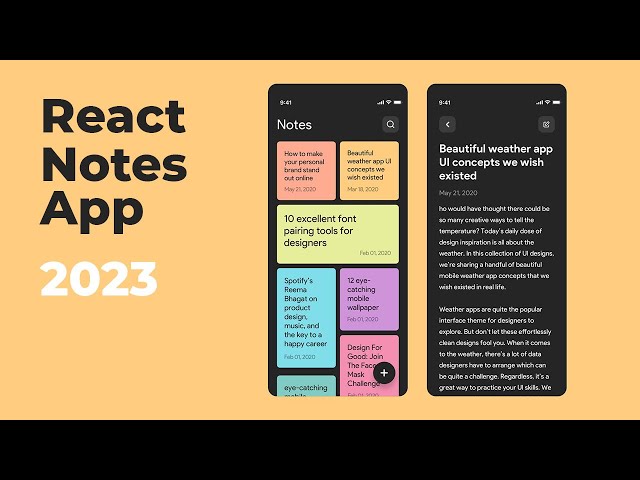 React
Notes
App
2023
9:41
Notes
How to make
your personal
brand stand
out online
May 21, 2020
Beautiful
weather app UI
concepts we
wish existed
Mar 18, 2020
10 excellent font
pairing tools for
designers
Feb 01, 2020
Spotify's
Reema
Bhagat on
product
design,
music, and
the key to a
happy career
Feb 01, 2020
12 eye-
catching
mobile
wallpaper
Feb 01, 2020
Design For
Good: Join
The Face
Mask
Challenge
Feb 01, 2020
eye-catching
mobile
9:41
Beautiful weather app
UI concepts we wish
existed
May 21, 2020
ho would have thought there could be
so many creative ways to tell the
temperature? Today's daily dose of
design inspiration is all about the
weather. In this collection of UI designs,
we're sharing a handful of beautiful
mobile weather app concepts that we
wish existed in real life.
Weather apps are quite the popular
interface theme for designers to
explore. But don't let these effortlessly
clean designs fool you. When it comes
to the weather, there's a lot of data
designers have to arrange which can
be quite a challenge. Regardless, it's a
great way to practice your UI skills. We